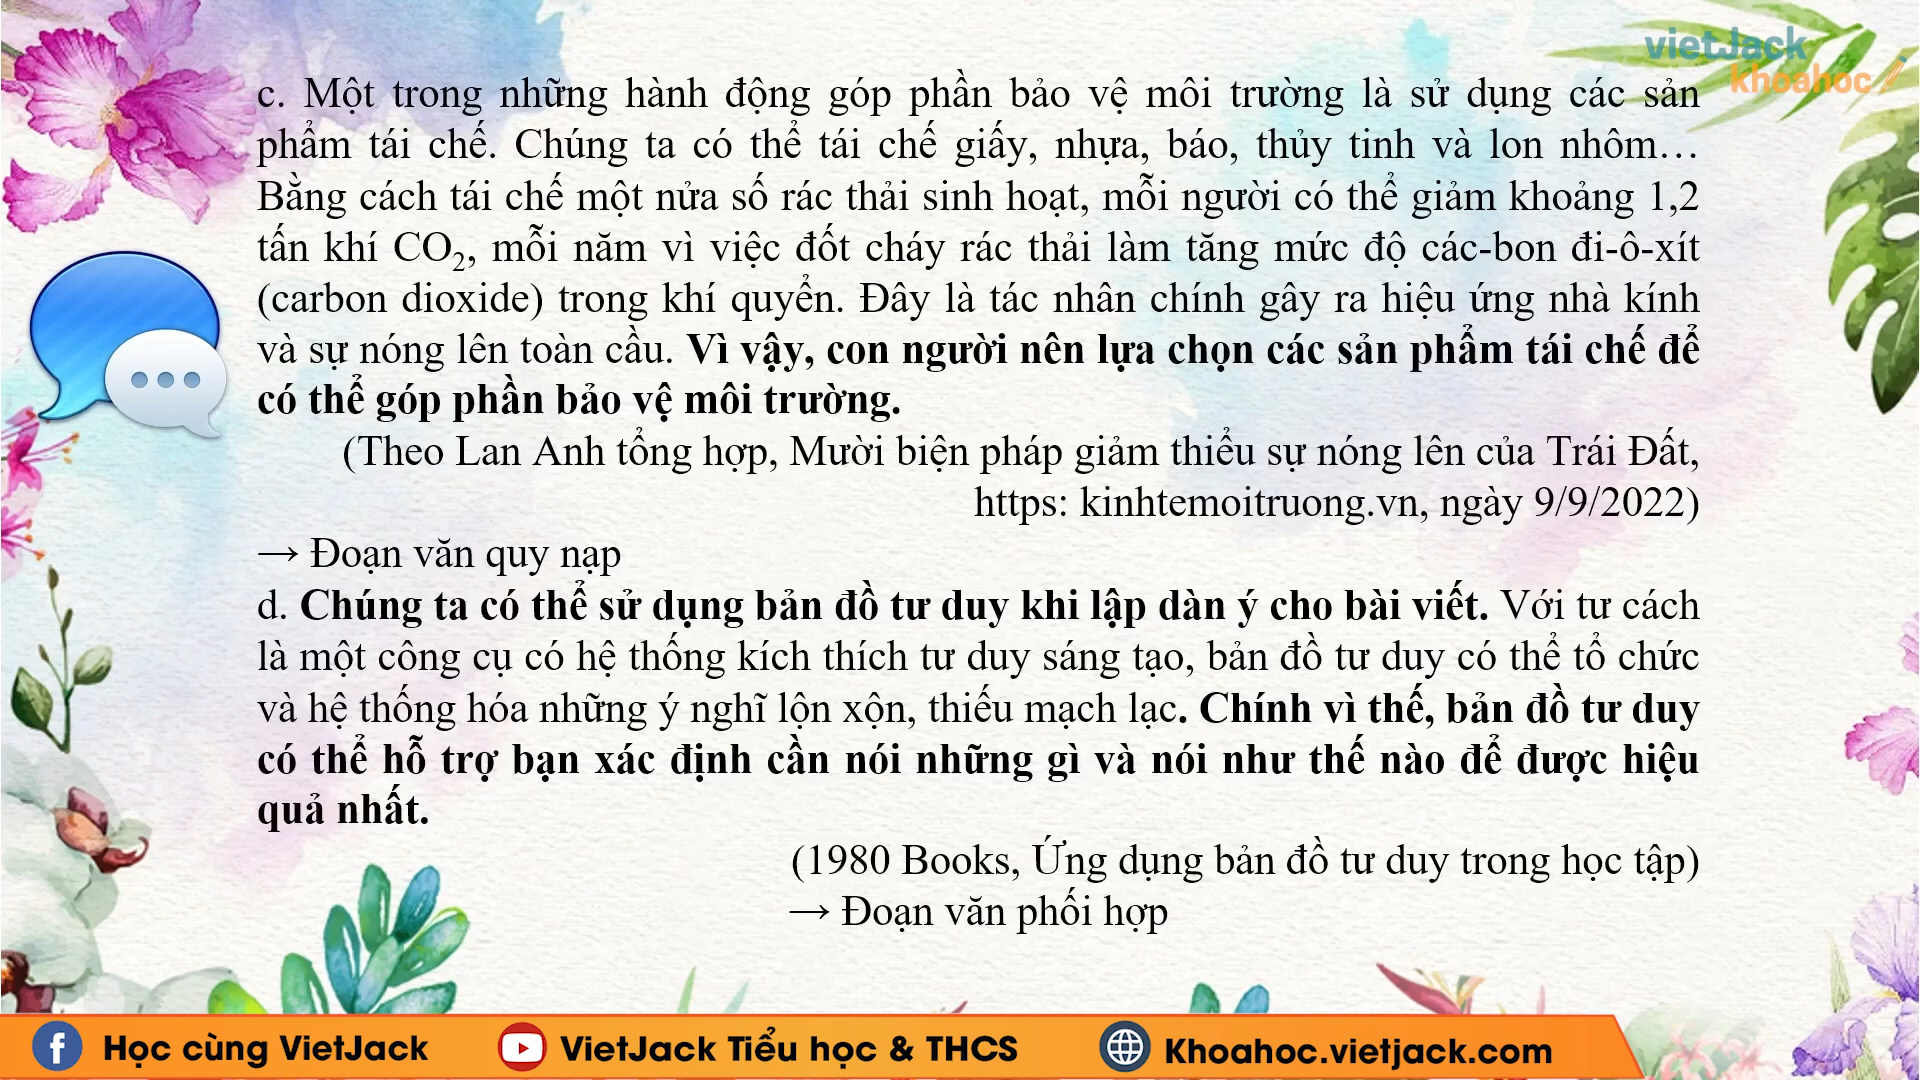 vietJack
khoahoc
c. Một trong những hành động góp phần bảo vệ môi trường là sử dụng các sản
phẩm tái chế. Chúng ta có thể tái chế giấy, nhựa, báo, thủy tinh và lon nhôm…
Bằng cách tái chế một nửa số rác thải sinh hoạt, mỗi người có thể giảm khoảng 1,2
tấn khí CO₂, mỗi năm vì việc đốt cháy rác thải làm tăng mức độ các-bon đi-ô-xít
(carbon dioxide) trong khí quyển. Đây là tác nhân chính gây ra hiệu ứng nhà kính
và sự nóng lên toàn cầu. Vì vậy, con người nên lựa chọn các sản phẩm tái chế để
có thể góp phần bảo vệ môi trường.
(Theo Lan Anh tổng hợp, Mười biện pháp giảm thiểu sự nóng lên của Trái Đất,
https: kinhtemoitruong.vn, ngày 9/9/2022)
→ Đoạn văn quy nạp
d. Chúng ta có thể sử dụng bản đồ tư duy khi lập dàn ý cho bài viết. Với tư cách
là một công cụ có hệ thống kích thích tư duy sáng tạo, bản đồ tư duy có thể tổ chức
và hệ thống hóa những ý nghĩ lộn xộn, thiếu mạch lạc. Chính vì thế, bản đồ tư duy
có thể hỗ trợ bạn xác định cần nói những gì và nói như thế nào để được hiệu
quả nhất.
(1980 Books, Ứng dụng bản đồ tư duy trong học tập)
→ Đoạn văn phối hợp
Học cùng VietJack
VietJack Tiểu học & THCS
Khoahoc.vietjack.com